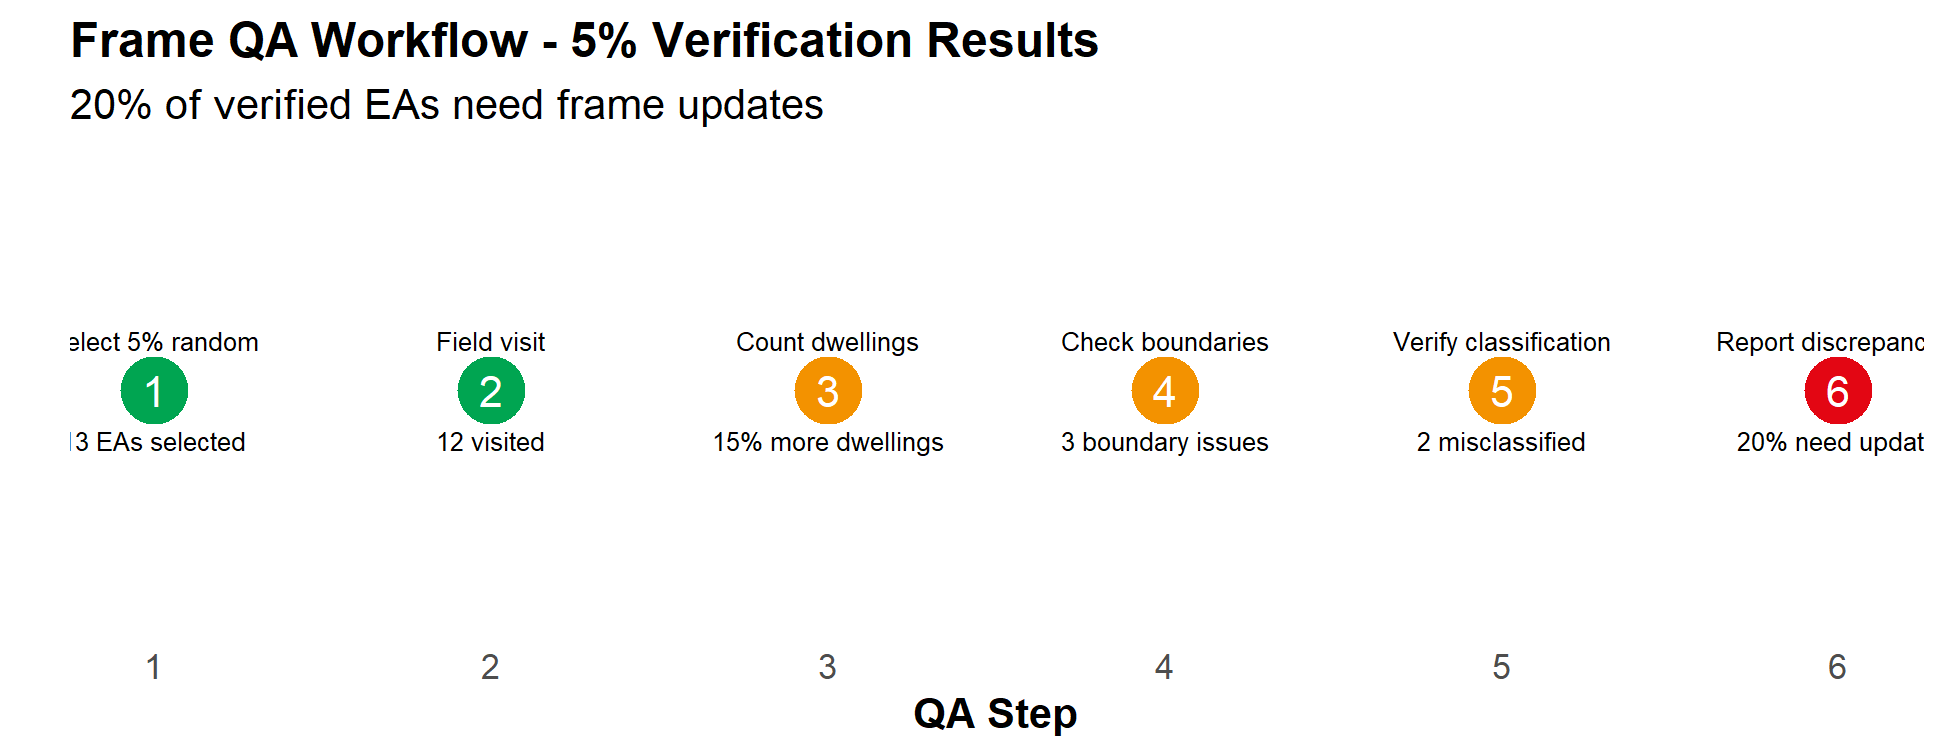 Frame QA Workflow - 5% Verification Results
20% of verified EAs need frame updates
elect 5% random
Field visit
Count dwellings
Check boundaries
Verify classification
Report discrepanc
1
2
3
4
5
6
13 EAs selected
12 visited
15% more dwellings
3 boundary issues
2 misclassified
20% need updat
1
2
3
4
5
6
QA Step